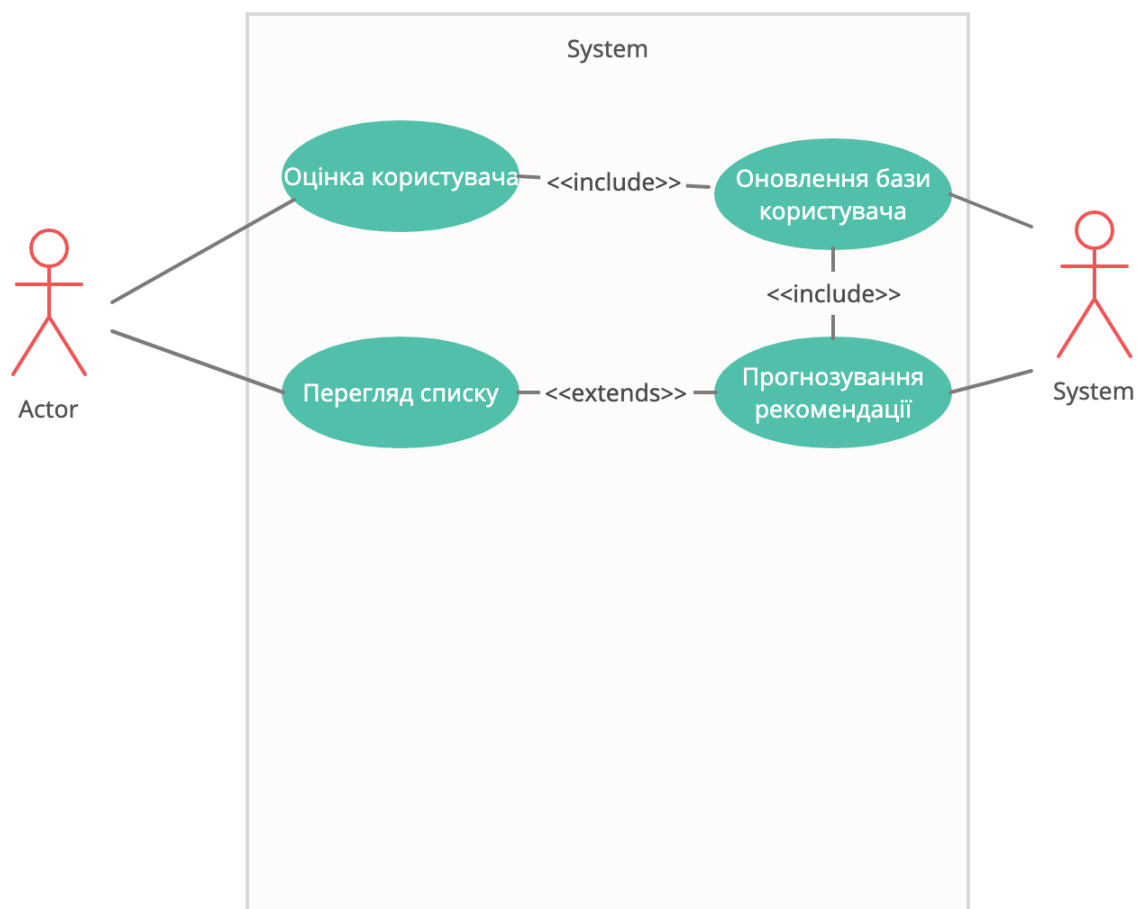 System
Оцінка користувача
<<include>>
Оновлення бази
користувача
<<include>>
Actor
Перегляд списку
<<extends>>
Прогнозування
рекомендації
System